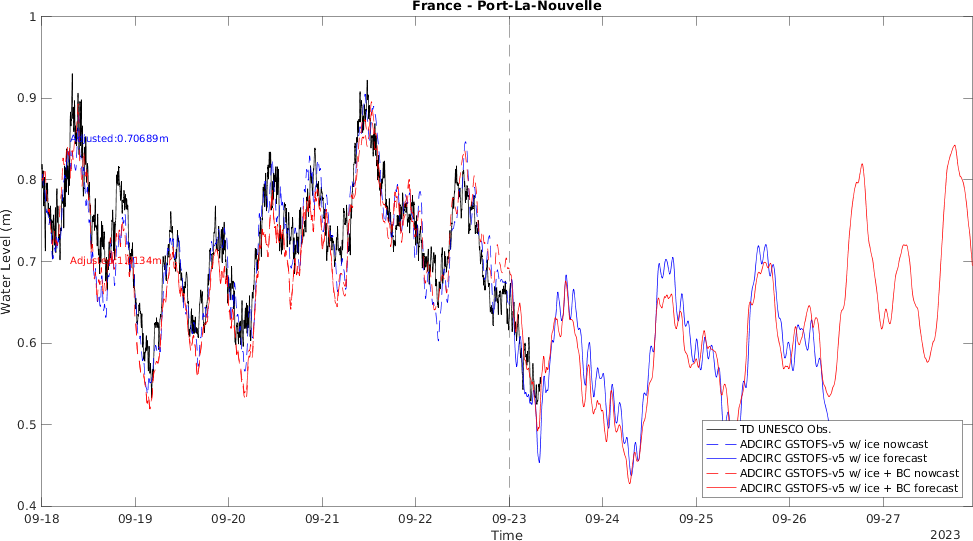 France - Port-La-Nouvelle
1
0.9
0.8
0.7
0.6
0.5
0.4
Water Level (m)
Adjusted:0.70689m
TD UNESCO Obs.
ADCIRC GSTOFS-v5 w/ ice nowcast
ADCIRC GSTOFS-v5 w/ ice forecast
ADCIRC GSTOFS-v5 w/ ice + BC nowcast
ADCIRC GSTOFS-v5 w/ ice + BC forecast
09-18 09-19 09-20 09-21 09-22 09-23 09-24 09-25 09-26 09-27
Time
2023